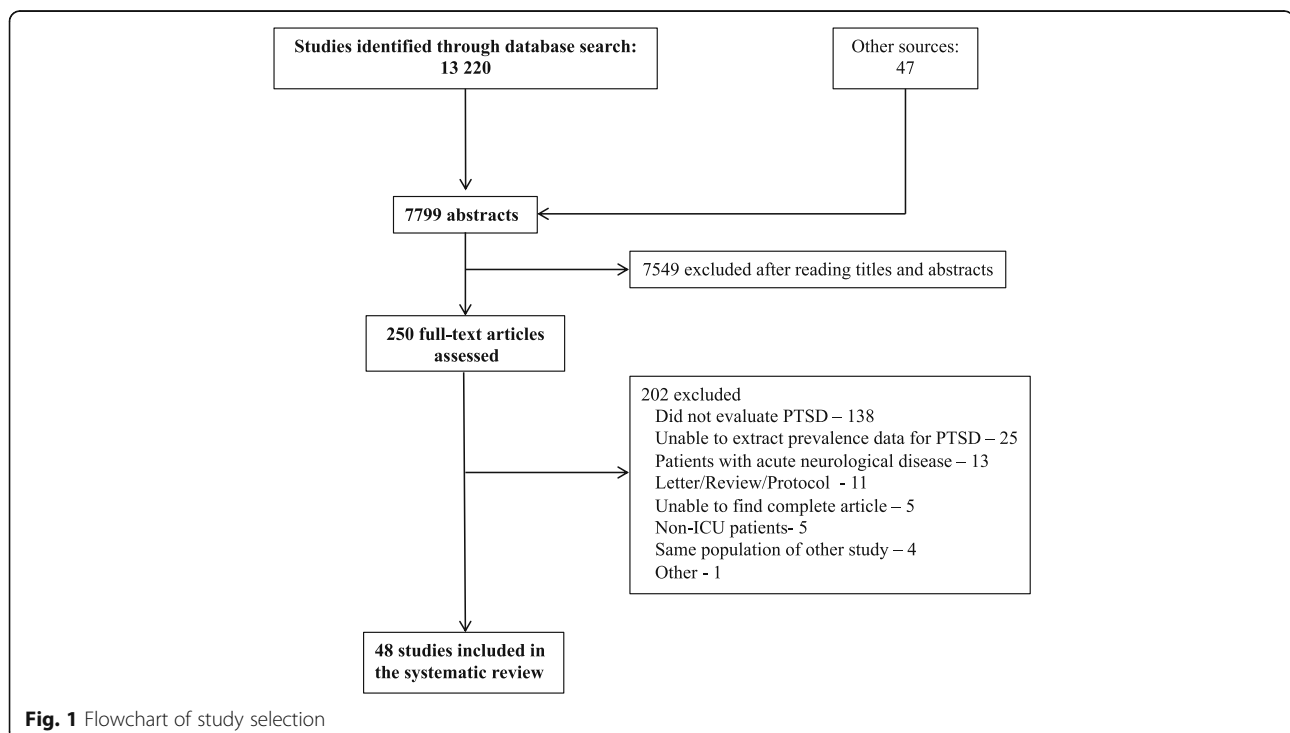 Studies identified through database search:
13 220
Other sources:
47
7799 abstracts
7549 excluded after reading titles and abstracts
250 full-text articles
assessed
202 excluded
Did not evaluate PTSD – 138
Unable to extract prevalence data for PTSD – 25
Patients with acute neurological disease – 13
Letter/Review/Protocol - 11
Unable to find complete article – 5
Non-ICU patients- 5
Same population of other study – 4
Other - 1
48 studies included in
the systematic review
Fig. 1 Flowchart of study selection